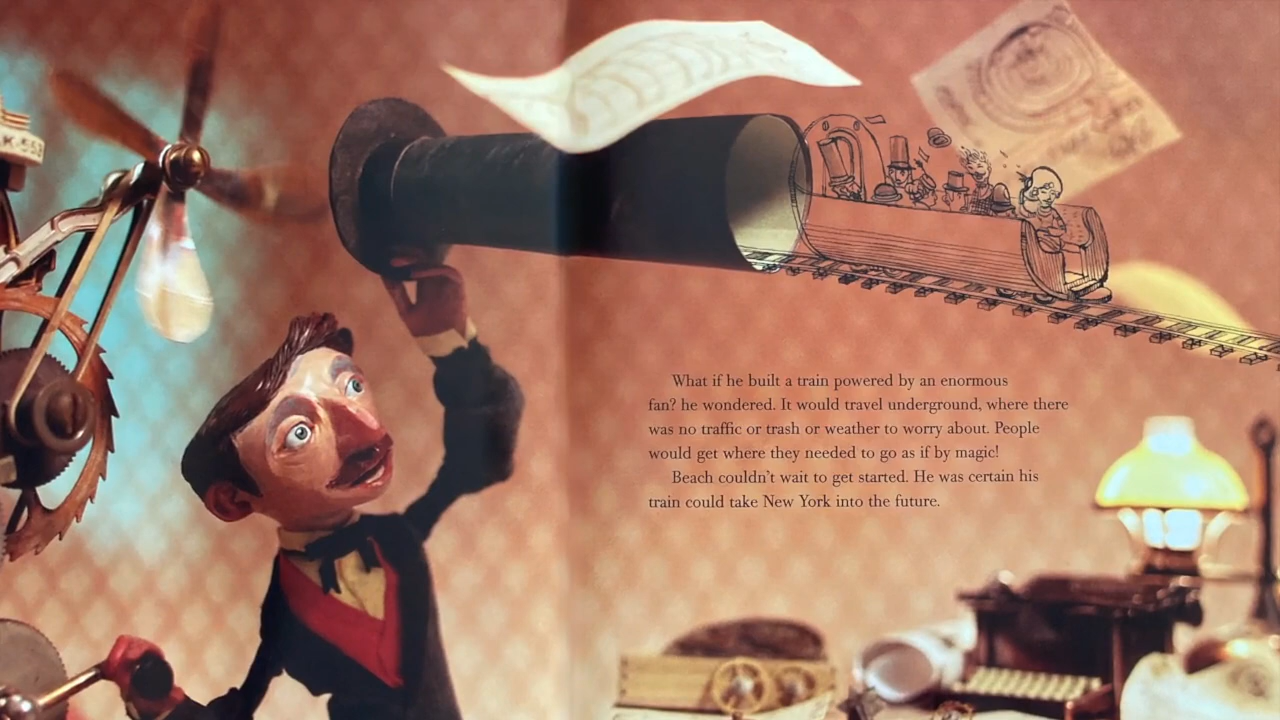 K-553
What if he built a train powered by an enormous
fan? he wondered. It would travel underground, where there
was no traffic or trash or weather to worry about. People
would get where they needed to go as if by magic!
Beach couldn't wait to get started. He was certain his
train could take New York into the future.